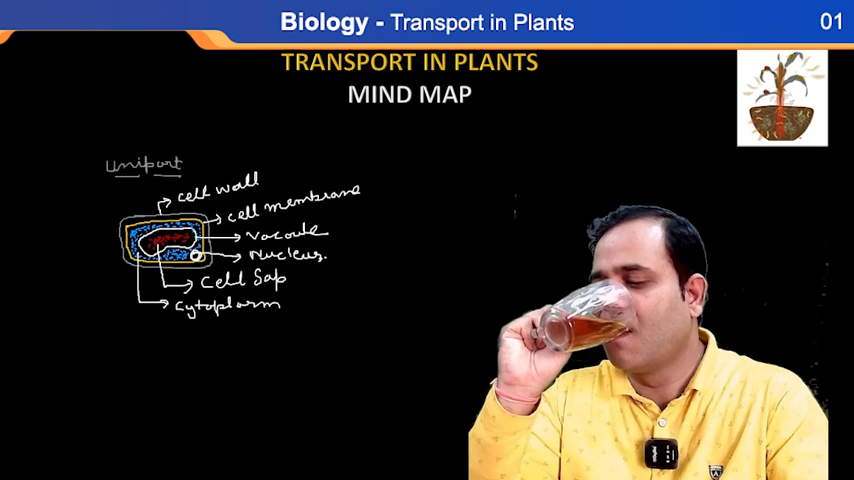 Biology - Transport in Plants
01
TRANSPORT IN PLANTS
MIND MAP
Uniport
cell wall
cell membrane
Vacoule
Nucleus.
Cell Sap
Cytoplasm